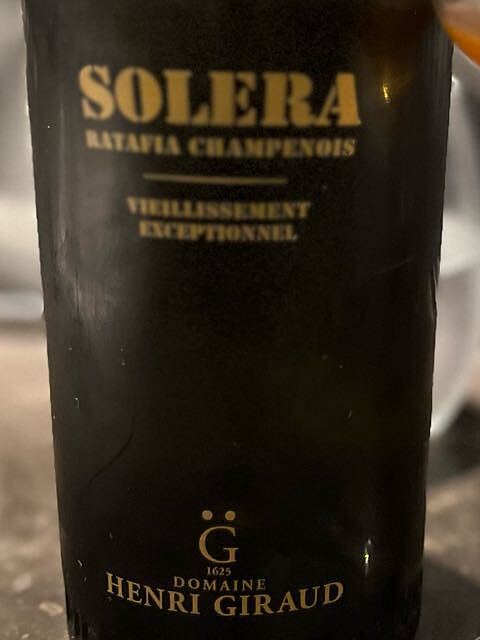 SOLERA
RATAFIA CHAMPENOIS
VIEILLISSEMENT
EXCEPTIONNEL
G̈
1625
DOMAINE
HENRI GIRAUD